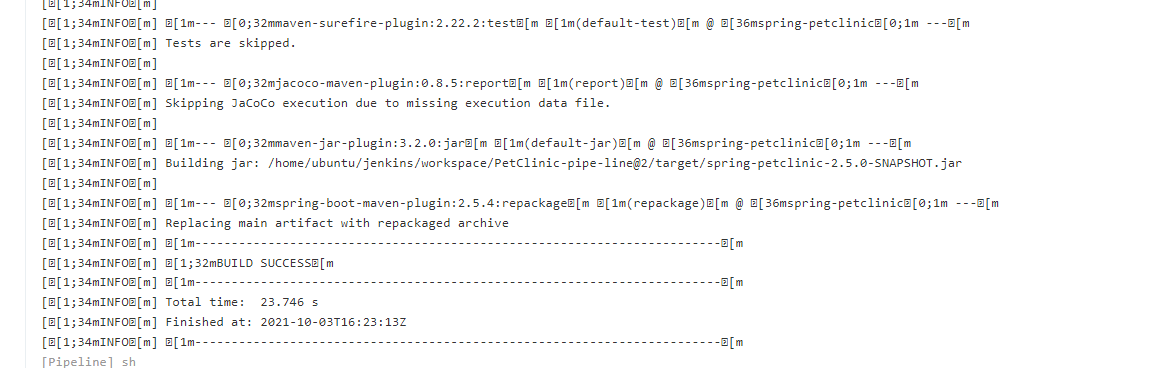 [␛[1;34mINFO␛[m]
[␛[1;34mINFO␛[m] ␛[1m--- ␛[0;32mmaven-surefire-plugin:2.22.2:test␛[m ␛[1m(default-test)␛[m @ ␛[36mspring-petclinic␛[0;1m ---␛[m
[␛[1;34mINFO␛[m] Tests are skipped.
[␛[1;34mINFO␛[m]
[␛[1;34mINFO␛[m] ␛[1m--- ␛[0;32mjacoco-maven-plugin:0.8.5:report␛[m ␛[1m(report)␛[m @ ␛[36mspring-petclinic␛[0;1m ---␛[m
[␛[1;34mINFO␛[m] Skipping JaCoCo execution due to missing execution data file.
[␛[1;34mINFO␛[m]
[␛[1;34mINFO␛[m] ␛[1m--- ␛[0;32mmaven-jar-plugin:3.2.0:jar␛[m ␛[1m(default-jar)␛[m @ ␛[36mspring-petclinic␛[0;1m ---␛[m
[␛[1;34mINFO␛[m] Building jar: /home/ubuntu/jenkins/workspace/PetClinic-pipe-line@2/target/spring-petclinic-2.5.0-SNAPSHOT.jar
[␛[1;34mINFO␛[m]
[␛[1;34mINFO␛[m] ␛[1m--- ␛[0;32mspring-boot-maven-plugin:2.5.4:repackage␛[m ␛[1m(repackage)␛[m @ ␛[36mspring-petclinic␛[0;1m ---␛[m
[␛[1;34mINFO␛[m] Replacing main artifact with repackaged archive
[␛[1;34mINFO␛[m] ␛[1m------------------------------------------------------------------------␛[m
[␛[1;34mINFO␛[m] ␛[1;32mBUILD SUCCESS␛[m
[␛[1;34mINFO␛[m] ␛[1m------------------------------------------------------------------------␛[m
[␛[1;34mINFO␛[m] Total time:  23.746 s
[␛[1;34mINFO␛[m] Finished at: 2021-10-03T16:23:13Z
[␛[1;34mINFO␛[m] ␛[1m------------------------------------------------------------------------␛[m
[Pipeline] sh